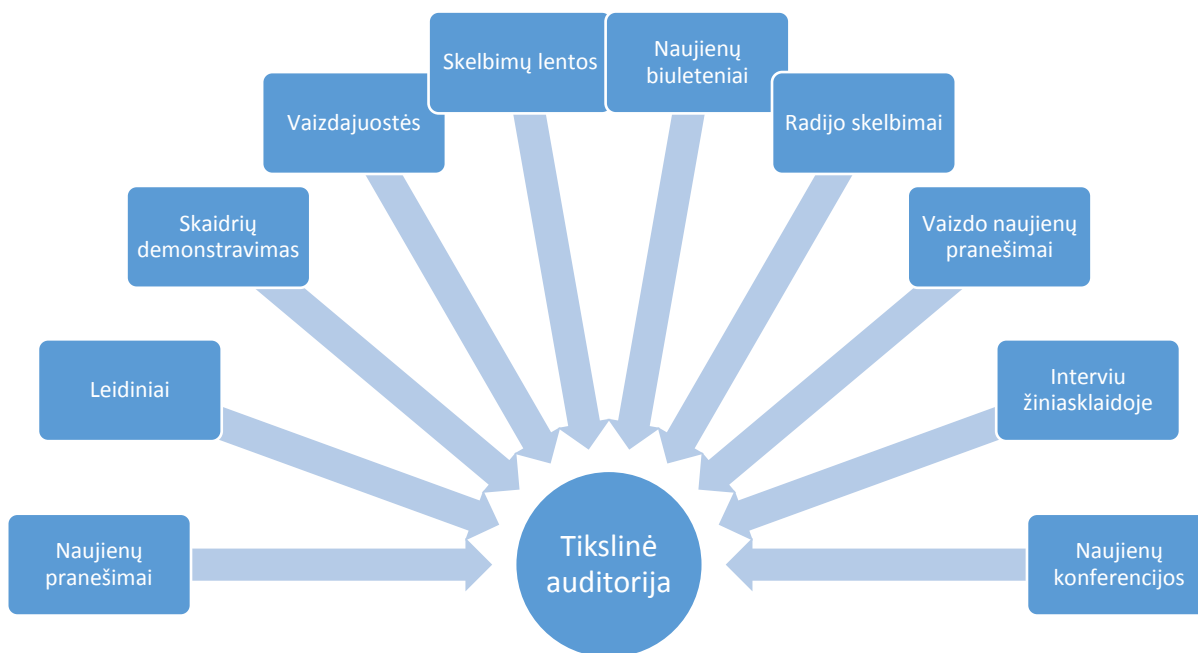 Skelbimų lentos
Naujienų
biuleteniai
Vaizdajuostės
Radijo skelbimai
Skaidrių
demonstravimas
Vaizdo naujienų
pranešimai
Leidiniai
Interviu
žiniasklaidoje
Naujienų
pranešimai
Tikslinė
auditorija
Naujienų
konferencijos